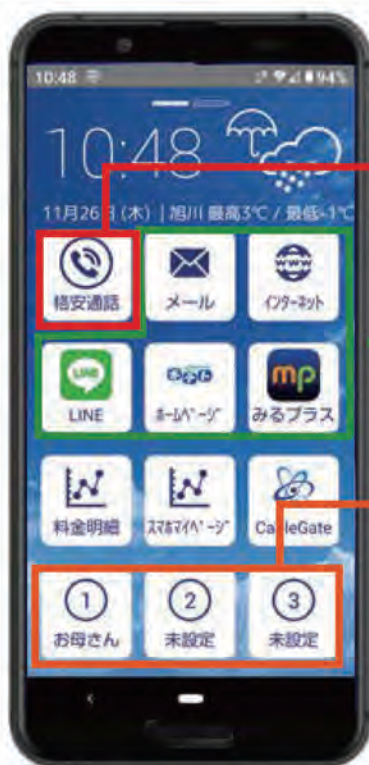 10:48 94%
10:48
11月26日(木) | 旭川 最高3℃ / 最低-1℃
格安通話 メール WWW インターネット
LINE LINE ホームページ mp みるプラス
料金明細 スマホマイページ CableGate
1 2 3
お母さん 未設定 未設定